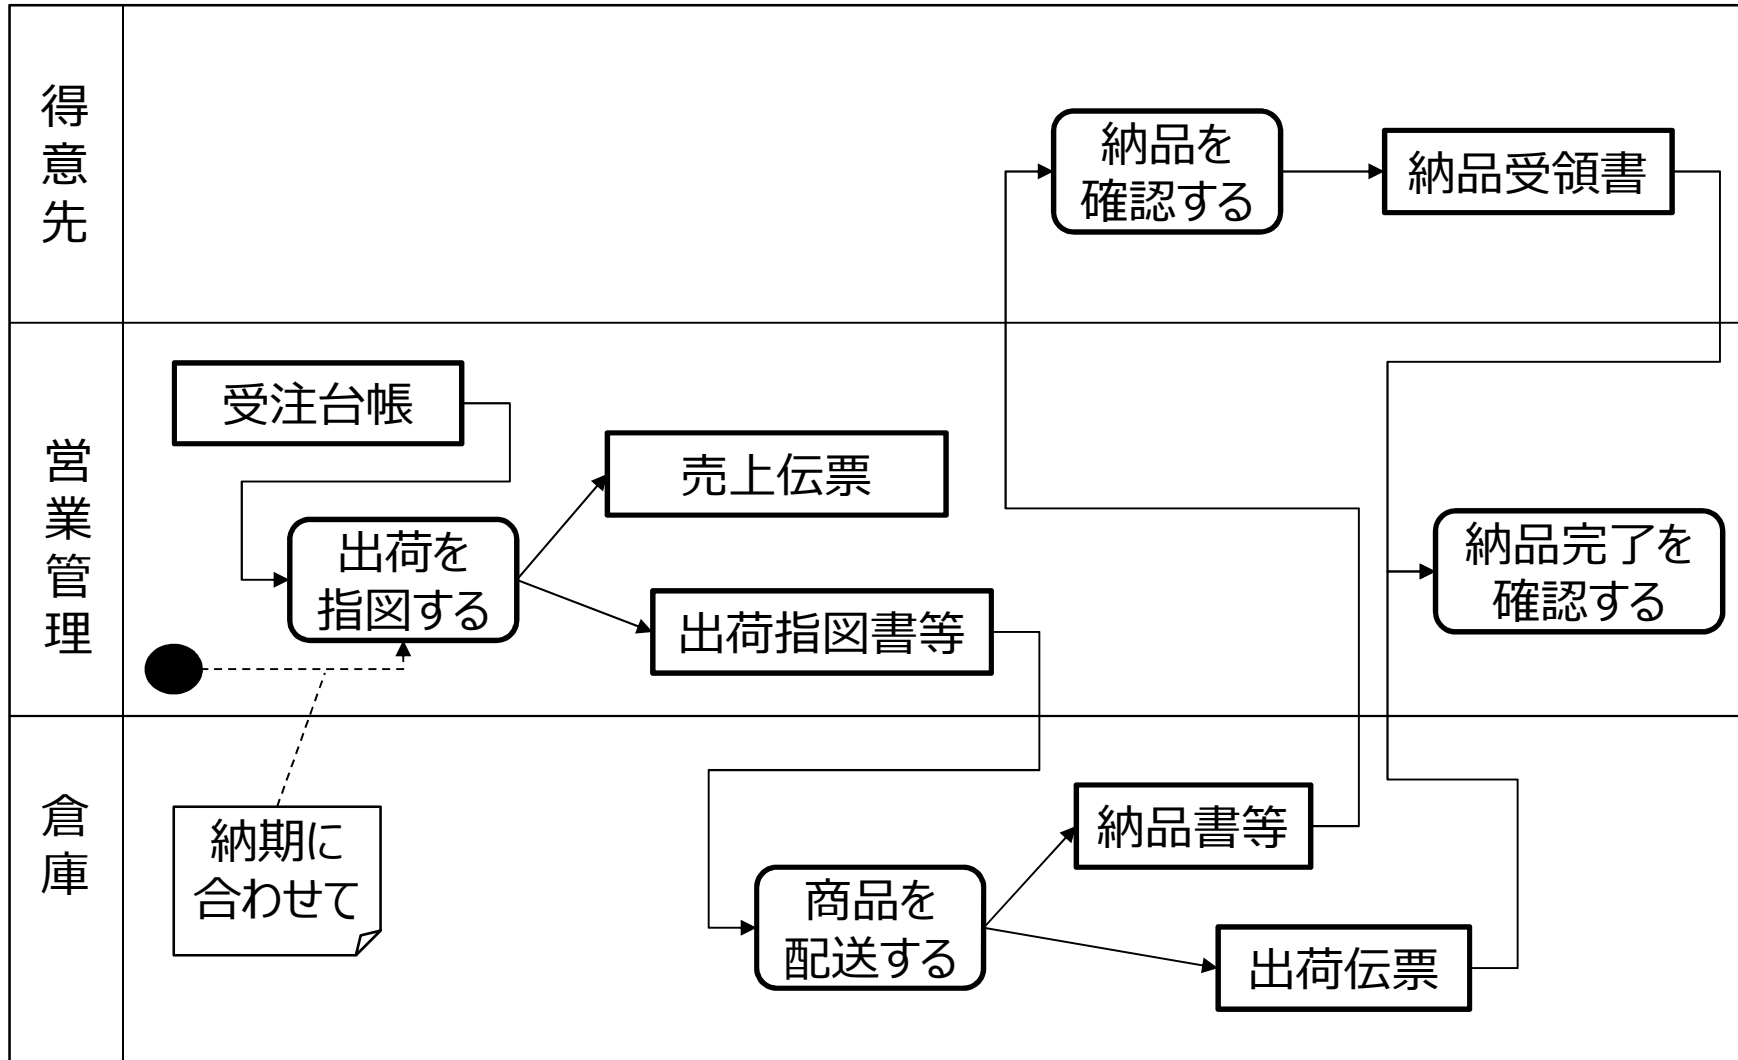 得意先
納品を
確認する
納品受領書
営業管理
受注台帳
売上伝票
出荷を
指図する
出荷指図書等
納品完了を
確認する
倉庫
納期に
合わせて
納品書等
商品を
配送する
出荷伝票